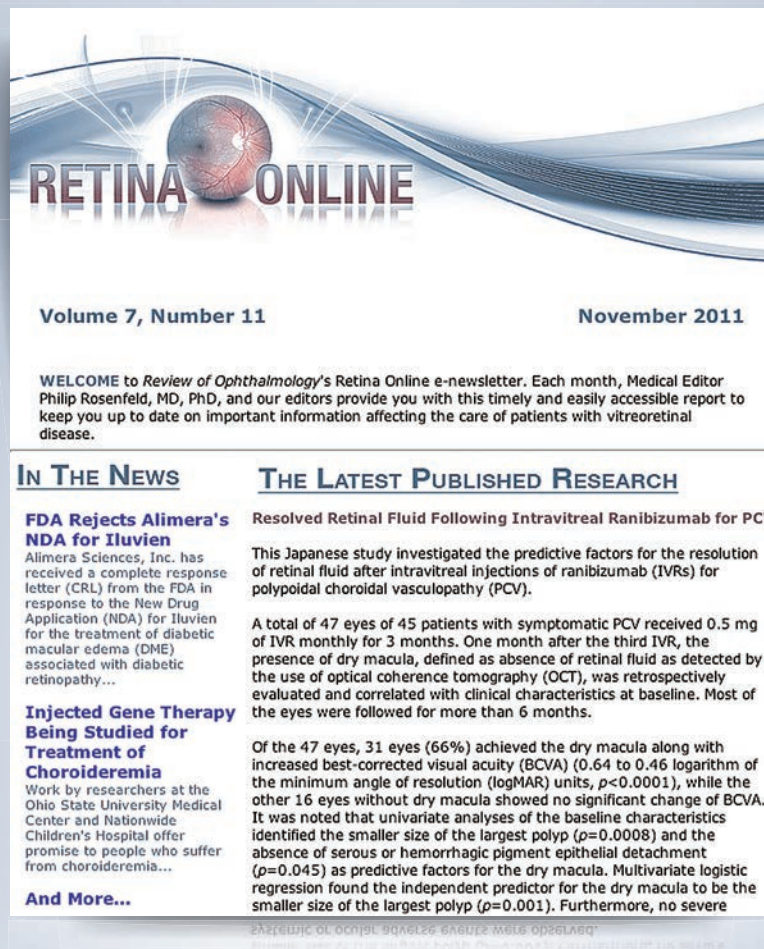 RETINA ONLINE
Volume 7, Number 11
November 2011
WELCOME to Review of Ophthalmology's Retina Online e-newsletter. Each month, Medical Editor
Philip Rosenfeld, MD, PhD, and our editors provide you with this timely and easily accessible report to
keep you up to date on important information affecting the care of patients with vitreoretinal
disease.
IN THE NEWS
FDA Rejects Alimera's
NDA for Iluvien
Alimera Sciences, Inc. has
received a complete response
letter (CRL) from the FDA in
response to the New Drug
Application (NDA) for Iluvien
for the treatment of diabetic
macular edema (DME)
associated with diabetic
retinopathy...
Injected Gene Therapy
Being Studied for
Treatment of
Choroideremia
Work by researchers at the
Ohio State University Medical
Center and Nationwide
Children's Hospital offer
promise to people who suffer
from choroideremia...
And More...
THE LATEST PUBLISHED RESEARCH
Resolved Retinal Fluid Following Intravitreal Ranibizumab for PC
This Japanese study investigated the predictive factors for the resolution
of retinal fluid after intravitreal injections of ranibizumab (IVRs) for
polypoidal choroidal vasculopathy (PCV).
A total of 47 eyes of 45 patients with symptomatic PCV received 0.5 mg
of IVR monthly for 3 months. One month after the third IVR, the
presence of dry macula, defined as absence of retinal fluid as detected by
the use of optical coherence tomography (OCT), was retrospectively
evaluated and correlated with clinical characteristics at baseline. Most of
the eyes were followed for more than 6 months.
Of the 47 eyes, 31 eyes (66%) achieved the dry macula along with
increased best-corrected visual acuity (BCVA) (0.64 to 0.46 logarithm of
the minimum angle of resolution (logMAR) units, p<0.0001), while the
other 16 eyes without dry macula showed no significant change of BCVA.
It was noted that univariate analyses of the baseline characteristics
identified the smaller size of the largest polyp (p=0.0008) and the
absence of serous or hemorrhagic pigment epithelial detachment
(p=0.045) as predictive factors for the dry macula. Multivariate logistic
regression found the independent predictor for the dry macula to be the
smaller size of the largest polyp (p=0.001). Furthermore, no severe
systemic or ocular adverse events were observed.